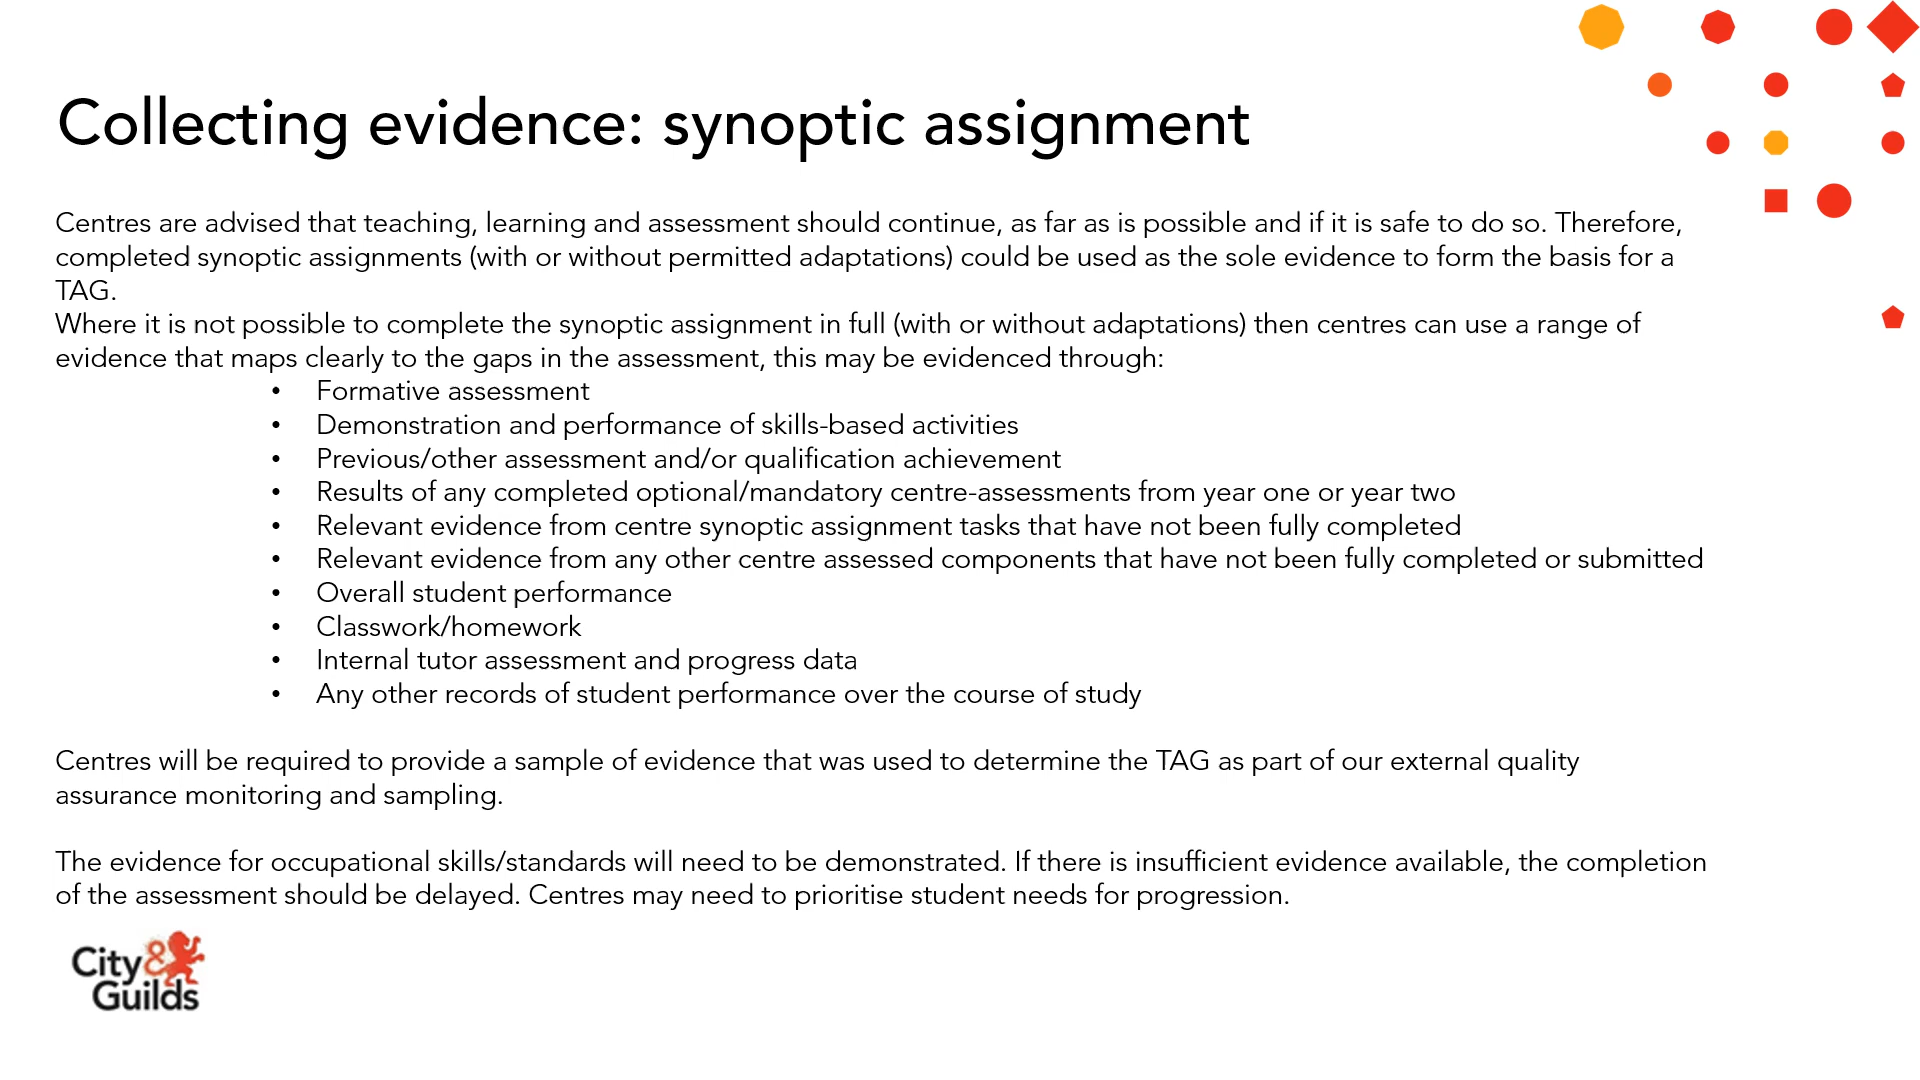 Collecting evidence: synoptic assignment
Centres are advised that teaching, learning and assessment should continue, as far as is possible and if it is safe to do so. Therefore,
completed synoptic assignments (with or without permitted adaptations) could be used as the sole evidence to form the basis for a
TAG.
Where it is not possible to complete the synoptic assignment in full (with or without adaptations) then centres can use a range of
evidence that maps clearly to the gaps in the assessment, this may be evidenced through:
• Formative assessment
• Demonstration and performance of skills-based activities
• Previous/other assessment and/or qualification achievement
• Results of any completed optional/mandatory centre-assessments from year one or year two
• Relevant evidence from centre synoptic assignment tasks that have not been fully completed
• Relevant evidence from any other centre assessed components that have not been fully completed or submitted
• Overall student performance
• Classwork/homework
• Internal tutor assessment and progress data
• Any other records of student performance over the course of study
Centres will be required to provide a sample of evidence that was used to determine the TAG as part of our external quality
assurance monitoring and sampling.
The evidence for occupational skills/standards will need to be demonstrated. If there is insufficient evidence available, the completion
of the assessment should be delayed. Centres may need to prioritise student needs for progression.
City&
Guilds